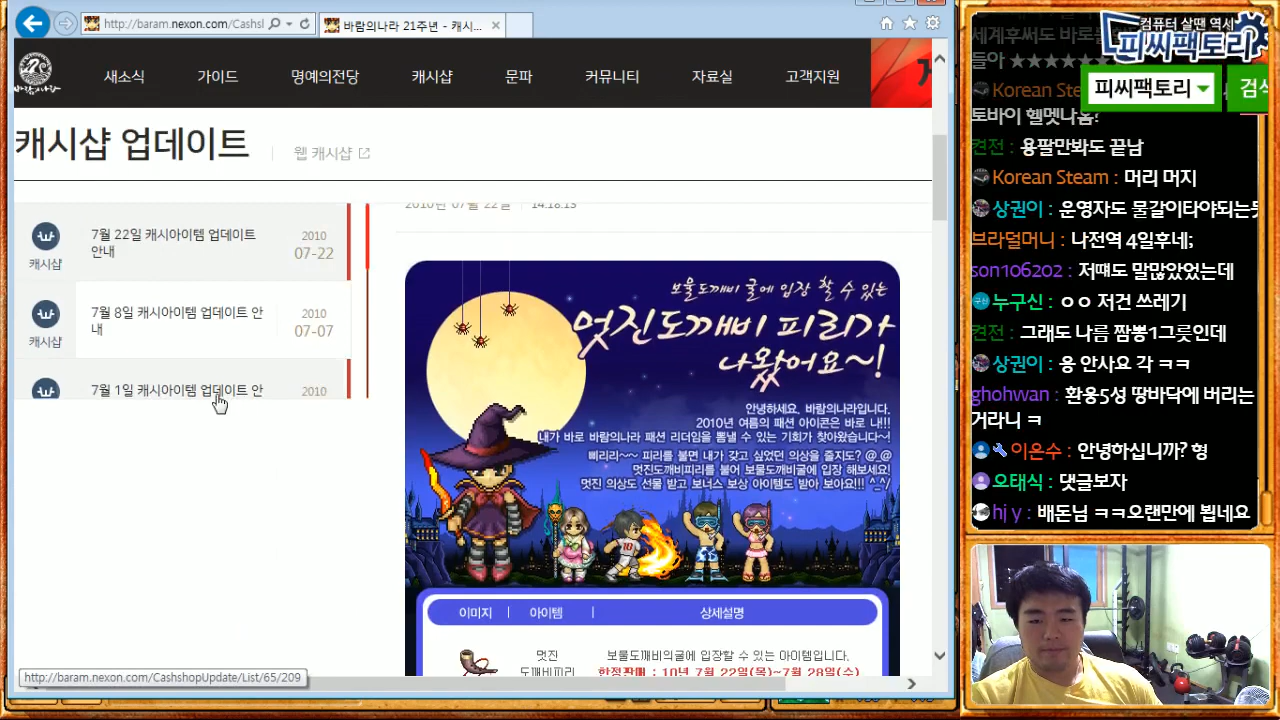 http://baram.nexon.com/Cashsl
바람의나라 21주년 - 캐시...
새소식
가이드
명예의전당
캐시샵
문파
커뮤니티
자료실
고객지원
캐시샵 업데이트
웹 캐시샵
2010년 07월 22일
14:18:13
캐시샵
7월 22일 캐시아이템 업데이트
안내
2010
07-22
캐시샵
7월 8일 캐시아이템 업데이트 안
내
2010
07-07
7월 1일 캐시아이템 업데이트 안
2010
보물도깨비 굴에 입장 할 수 있는
멋진도깨비 피리가
나왔어요~!
안녕하세요, 바람의나라입니다.
2010년 여름의 패션 아이콘은 바로 나!!!
내가 바로 바람의나라 패션 리더임을 뽐낼 수 있는 기회가 찾아왔습니다~!
삐리리~~ 피리를 불면 내가 갖고 싶었던 의상을 줄지도? @_@
멋진도깨비피리를 불어 보물도깨비굴에 입장 해보세요!
멋진 의상도 선물 받고 보너스 보상 아이템도 받아 보아요!!! ^_^/
10
이미지
아이템
상세설명
멋진
도깨비피리
보물도깨비의굴에 입장할 수 있는 아이템입니다.
한정판매 : 10년 7월 22일(목)~7월 28일(수)
http://baram.nexon.com/CashshopUpdate/List/65/209
컴퓨터 살땐 역시
피씨팩토리
피씨팩토리
검색
세계후써도 바로
돌아 ★★★★★
Korean Steam
토바이 헬멧나옴?
켠전 : 용팔만봐도 끝남
Korean Steam : 머리 머지
상권이 : 운영자도 물갈이타야되는듯
브라덜머니 : 나전역 4일후네;
son106202 : 저때도 말많았었는데
구신
누구신 : ㅇㅇ 저건 쓰레기
켠전 : 그래도 나름 짬뽕1그릇인데
상권이 : 응 안사요 각 ㅋㅋ
ghohwan : 환웅5성 땅바닥에 버리는
거라니 ㅋ
이은수 : 안녕하십니까? 형
오태식 : 댓글보자
hj y : 배돈님 ㅋㅋ오랜만에 뵙네요